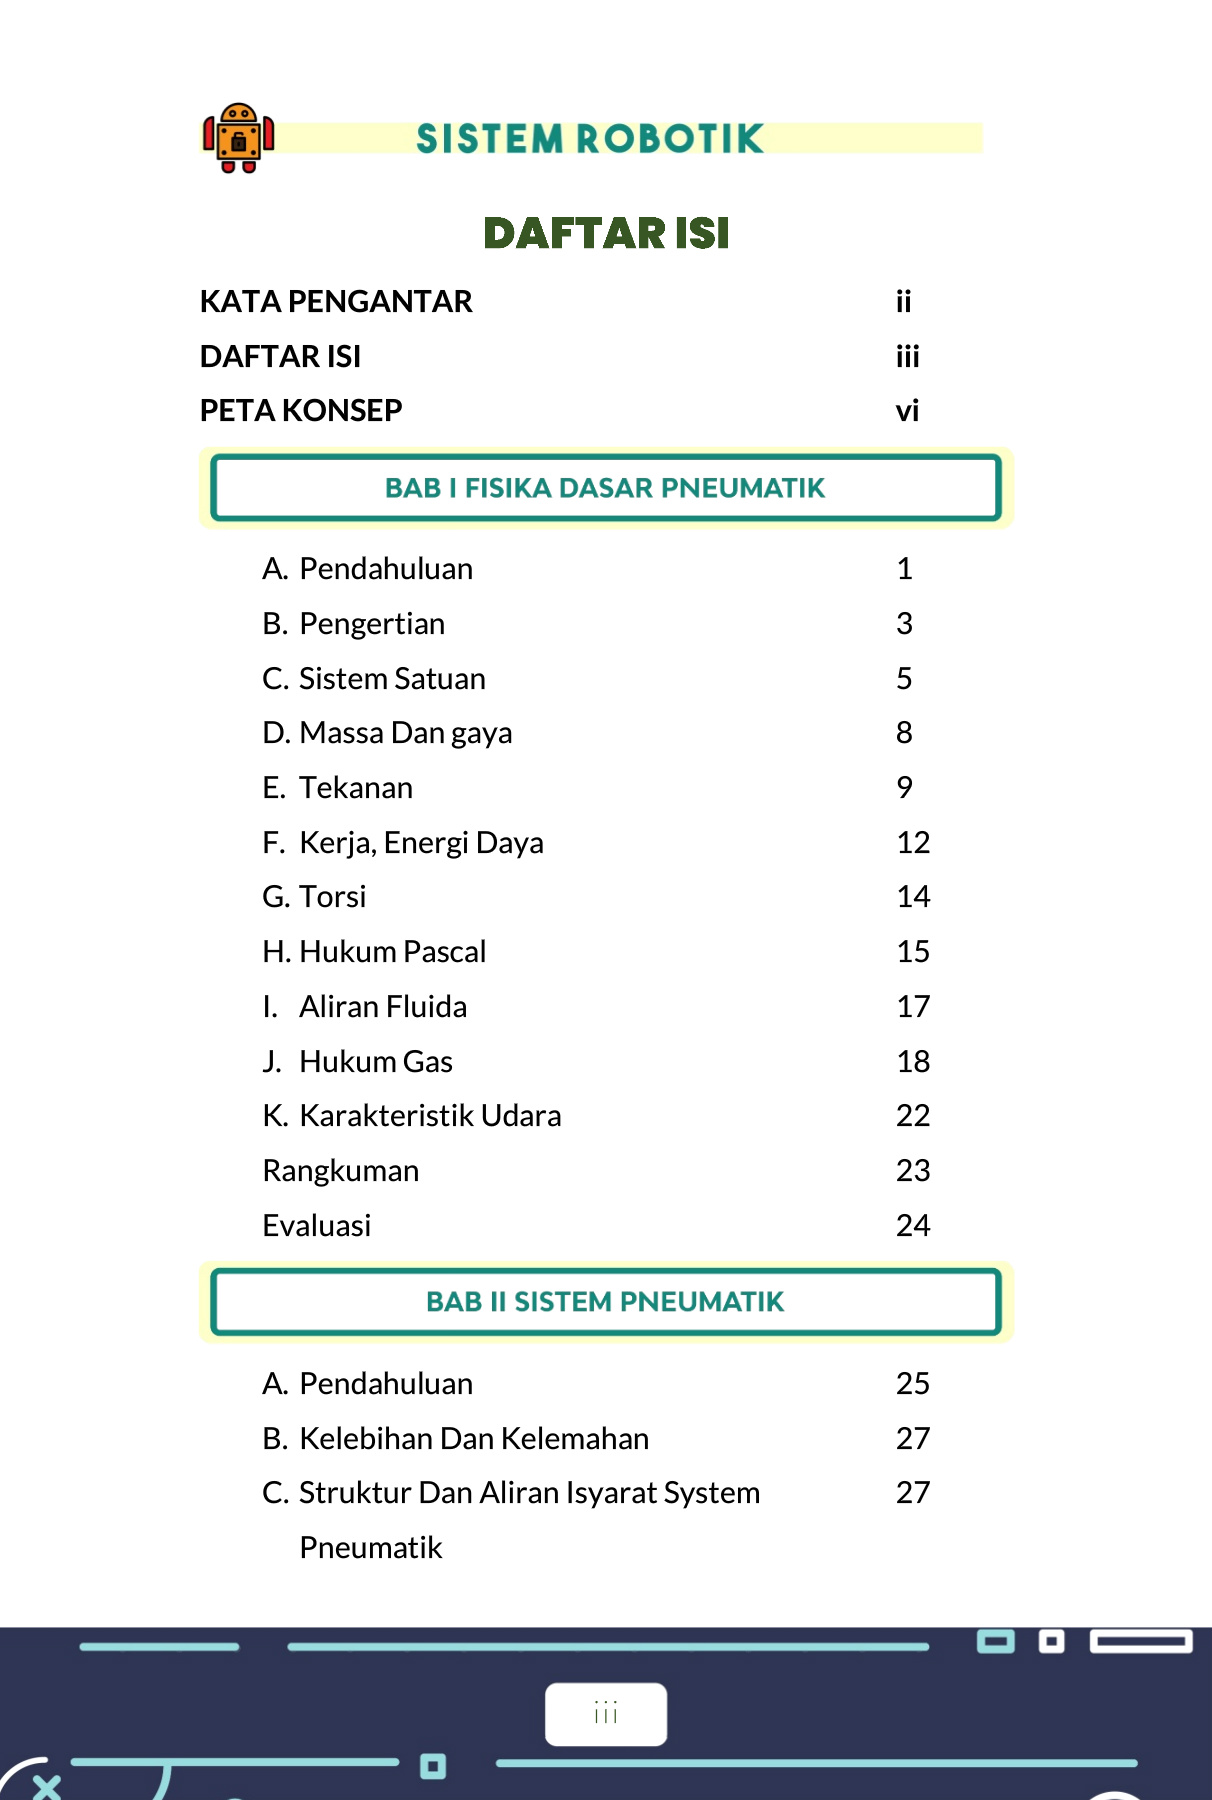 SISTEM ROBOTIK
DAFTAR ISI
KATA PENGANTAR ii
DAFTAR ISI iii
PETA KONSEP vi
BAB I FISIKA DASAR PNEUMATIK
A. Pendahuluan 1
B. Pengertian 3
C. Sistem Satuan 5
D. Massa Dan gaya 8
E. Tekanan 9
F. Kerja, Energi Daya 12
G. Torsi 14
H. Hukum Pascal 15
I. Aliran Fluida 17
J. Hukum Gas 18
K. Karakteristik Udara 22
Rangkuman 23
Evaluasi 24
BAB II SISTEM PNEUMATIK
A. Pendahuluan 25
B. Kelebihan Dan Kelemahan 27
C. Struktur Dan Aliran Isyarat System 27
Pneumatik
iii